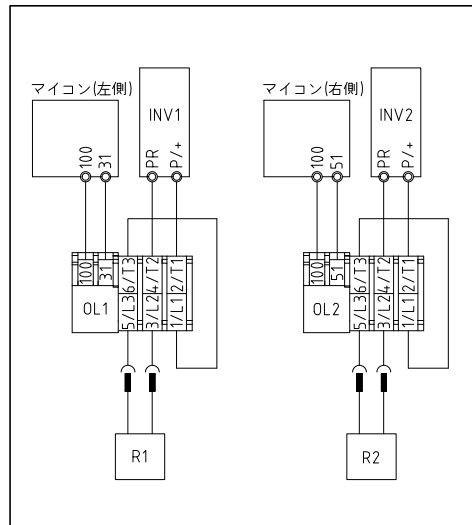 マイコン(左側)
INV1
100
31
PR
P/+
100
31
6/T3
4/T2
2/T1
OL1
5/L3
3/L2
1/L1
R1
マイコン(右側)
INV2
100
51
PR
P/+
100
51
6/T3
4/T2
2/T1
OL2
5/L3
3/L2
1/L1
R2